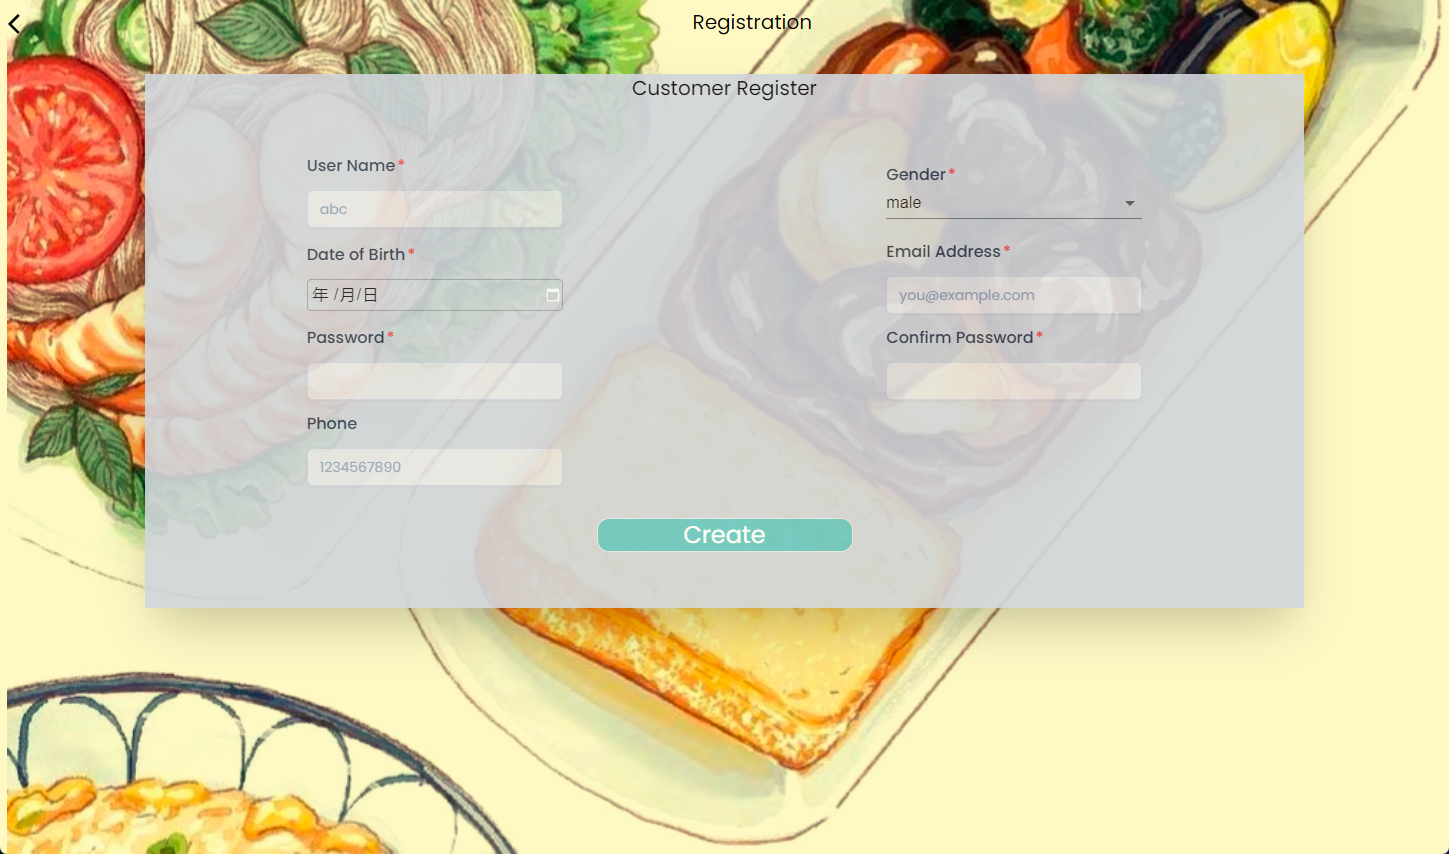 Registration
Customer Register
User Name *
abc
Gender *
male
Date of Birth *
年 /月/日
Email Address *
you@example.com
Password *
Confirm Password *
Phone
1234567890
Create